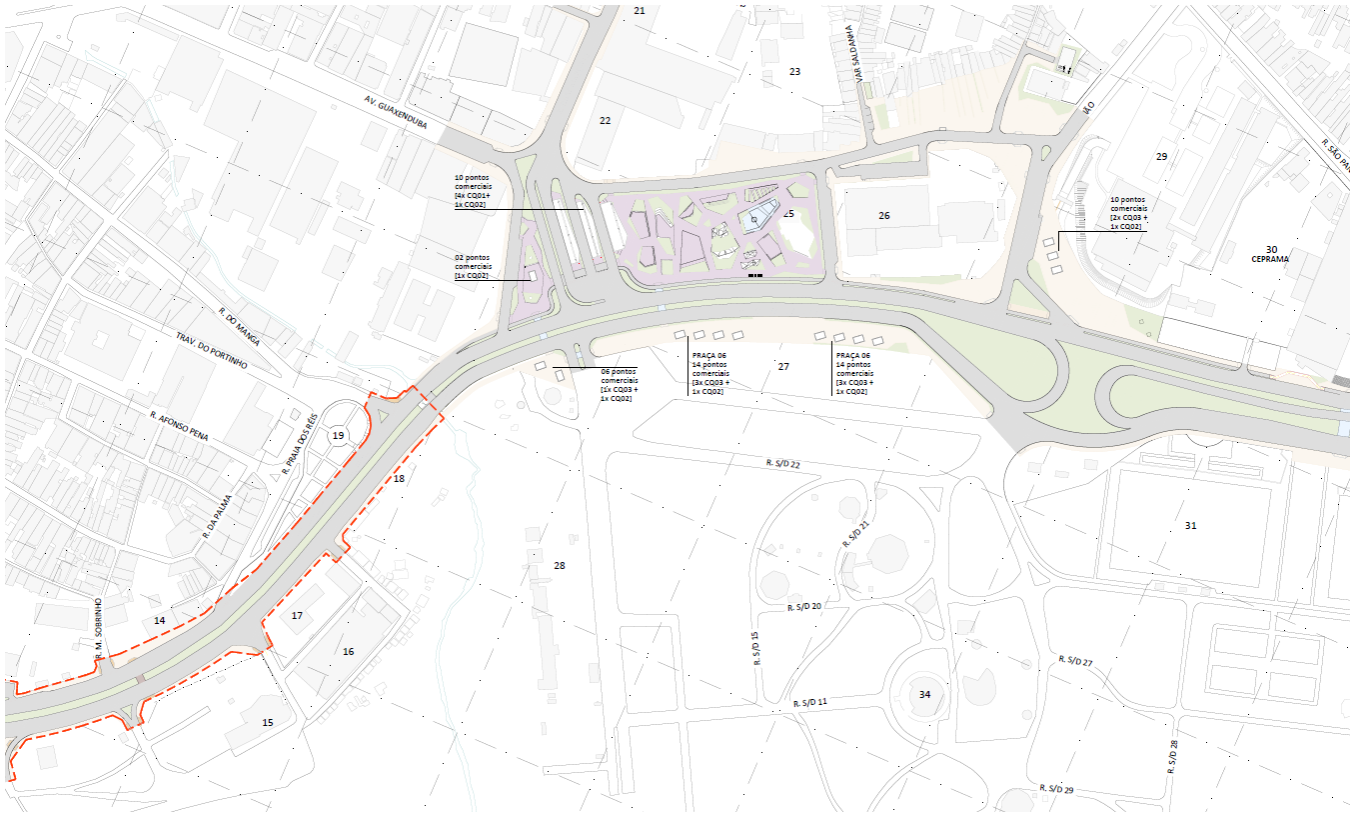 21
23
VAR SALDANHA
AV. GUAXENDUBA
22
29
R. SÃO PAN
10 pontos
comerciais
[4x CQ01+
1x CQ02]
25
26
10 pontos
comerciais
[2x CQ03 +
1x CQ02]
30
CEPRAMA
02 pontos
comerciais
[1x CQ02]
R. DO MANGA
TRAV. DO PORTINHO
06 pontos
comerciais
[1x CQ03 +
1x CQ02]
PRAÇA 06
14 pontos
comerciais
[3x CQ03 +
1x CQ02]
27
PRAÇA 06
14 pontos
comerciais
[3x CQ03 +
1x CQ02]
R. AFONSO PENA
R. PRAIA DOS RÉIS
19
18
R. S/D 22
R. DA PALMA
R. S/D 21
31
28
R. M. SOBRINHO
14
17
16
R. S/D 20
R. S/D 15
R. S/D 27
34
R. S/D 11
15
R. S/D 28
R. S/D 29